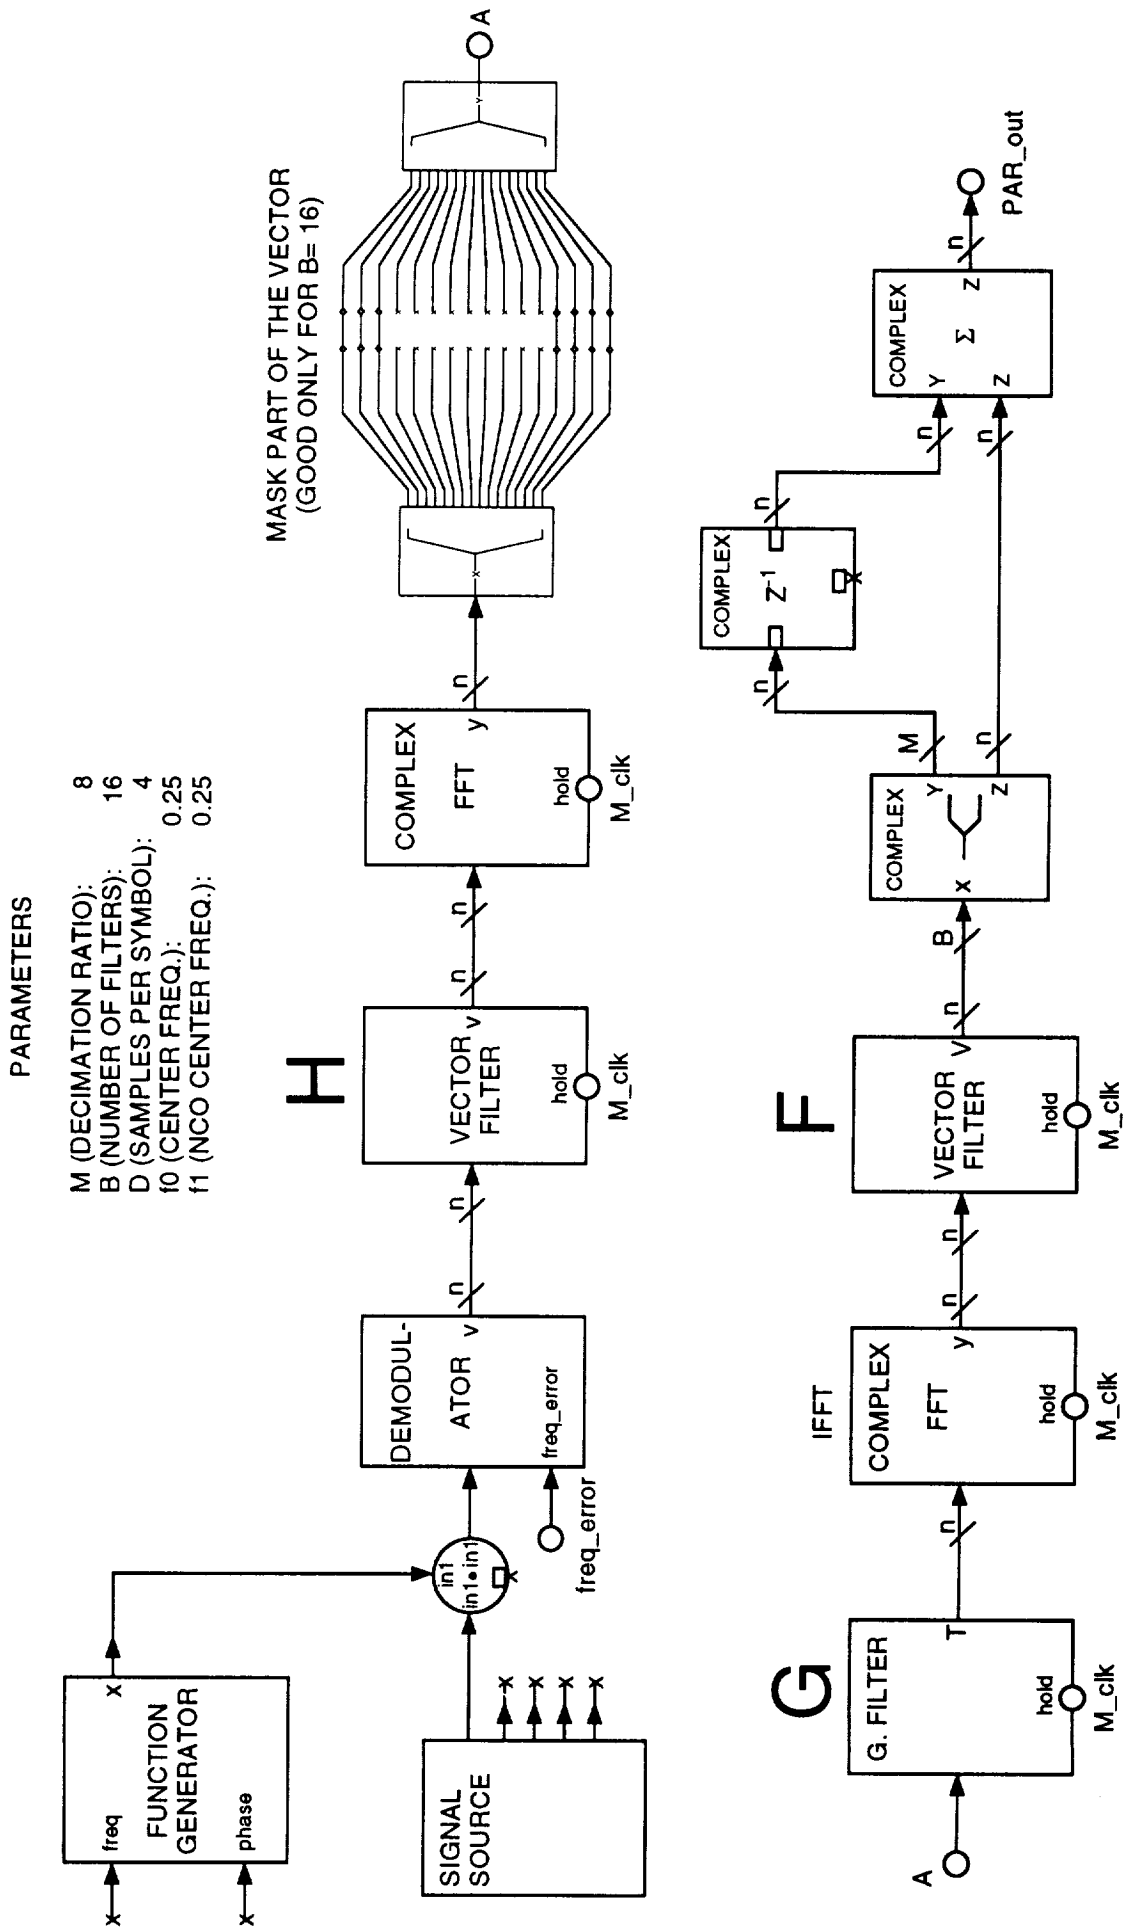 PARAMETERS
M (DECIMATION RATIO): 8
B (NUMBER OF FILTERS): 16
D (SAMPLES PER SYMBOL): 4
f0 (CENTER FREQ.): 0.25
f1 (NCO CENTER FREQ.): 0.25
x
freq
x
phase
FUNCTION
GENERATOR
x
SIGNAL
SOURCE
x
x
x
x
in1
in1•in1
x
freq_error
DEMODUL-
ATOR
v
freq_error
n
n
H
VECTOR
FILTER
v
hold
M_clk
n
n
COMPLEX
FFT
y
hold
M_clk
n
MASK PART OF THE VECTOR
(GOOD ONLY FOR B= 16)
x
Y
A
A
G
G. FILTER
T
hold
M_clk
n
IFFT
COMPLEX
FFT
y
hold
M_clk
n
n
F
VECTOR
FILTER
V
hold
M_clk
n
B
COMPLEX
X
Y
Z
M
n
n
COMPLEX
Z-1
x
n
n
n
COMPLEX
Y
Z
Σ
Z
n
PAR_out